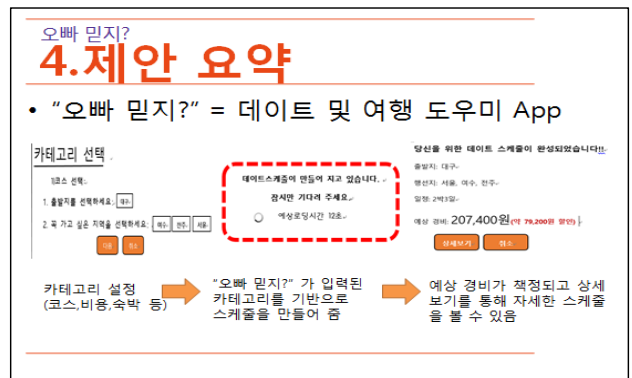 오빠 믿지?
4.제안 요약
• “오빠 믿지?” = 데이트 및 여행 도우미 App
카테고리 선택
1)코스 선택:
1. 출발지를 선택하세요: 대구
2. 꼭 가고 싶은 지역을 선택하세요: 여수 전주 서울
다음 취소
데이트스케줄이 만들어 지고 있습니다.
잠시만 기다려 주세요.
예상로딩시간 12초
당신을 위한 데이트 스케줄이 완성되었습니다!!
출발지: 대구
행선지: 서울, 여수, 전주
일정: 2박3일
예상 경비: 207,400원(약 79,200원 할인)
상세보기 취소
카테고리 설정
(코스,비용,숙박 등)
“오빠 믿지?” 가 입력된
카테고리를 기반으로
스케줄을 만들어 줌
예상 경비가 책정되고 상세
보기를 통해 자세한 스케줄
을 볼 수 있음